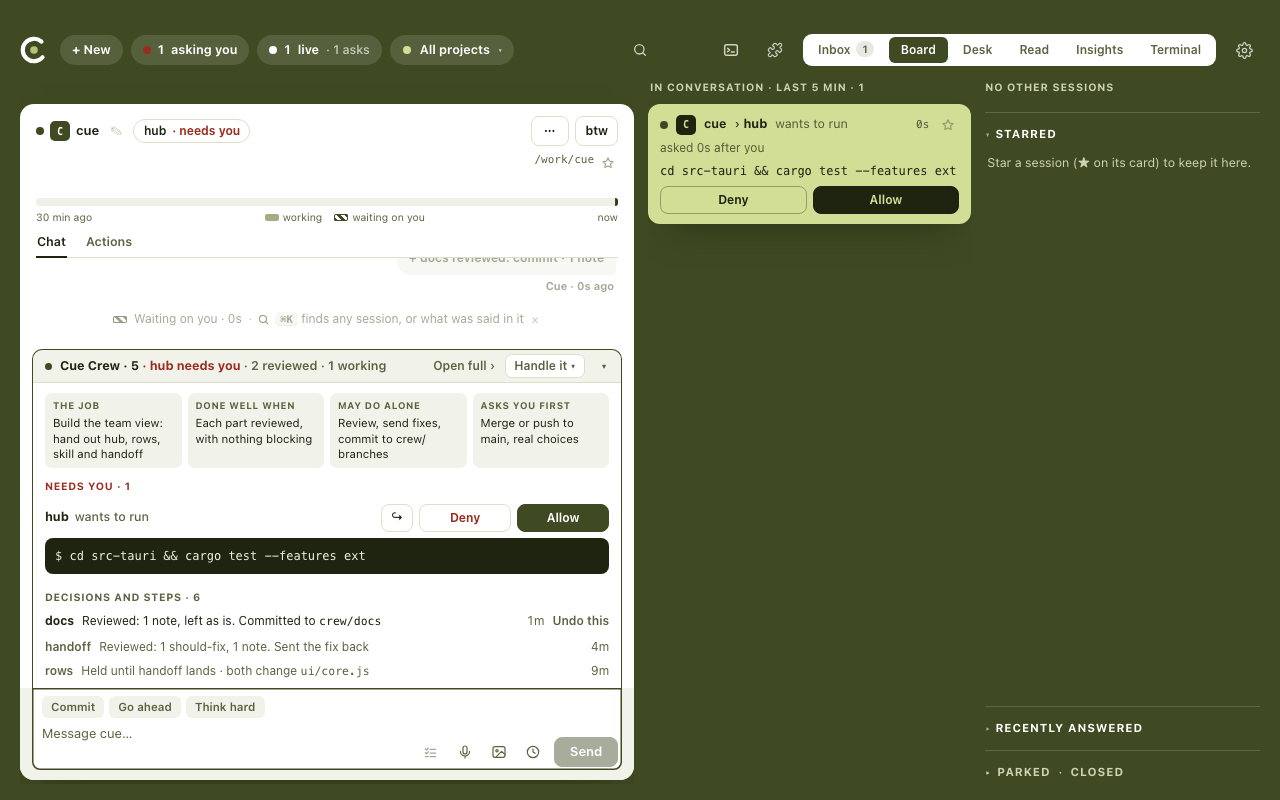 + New
1 asking you
1 live · 1 asks
All projects
Inbox 1
Board
Desk
Read
Insights
Terminal
C cue
hub · needs you
···
btw
/work/cue
30 min ago
working
waiting on you
now
Chat
Actions
+ docs reviewed: commit · 1 note
Cue · 0s ago
Waiting on you · 0s · ⌘K finds any session, or what was said in it ×
Cue Crew · 5 · hub needs you · 2 reviewed · 1 working
Open full ›
Handle it
THE JOB
Build the team view:
hand out hub, rows,
skill and handoff
DONE WELL WHEN
Each part reviewed,
with nothing blocking
MAY DO ALONE
Review, send fixes,
commit to crew/
branches
ASKS YOU FIRST
Merge or push to
main, real choices
NEEDS YOU · 1
hub wants to run
Deny
Allow
$ cd src-tauri && cargo test --features ext
DECISIONS AND STEPS · 6
docs Reviewed: 1 note, left as is. Committed to crew/docs 1m Undo this
handoff Reviewed: 1 should-fix, 1 note. Sent the fix back 4m
rows Held until handoff lands · both change ui/core.js 9m
Commit
Go ahead
Think hard
Message cue...
Send
IN CONVERSATION · LAST 5 MIN · 1
C cue › hub wants to run 0s
asked 0s after you
cd src-tauri && cargo test --features ext
Deny
Allow
NO OTHER SESSIONS
STARRED
Star a session (★ on its card) to keep it here.
RECENTLY ANSWERED
PARKED · CLOSED